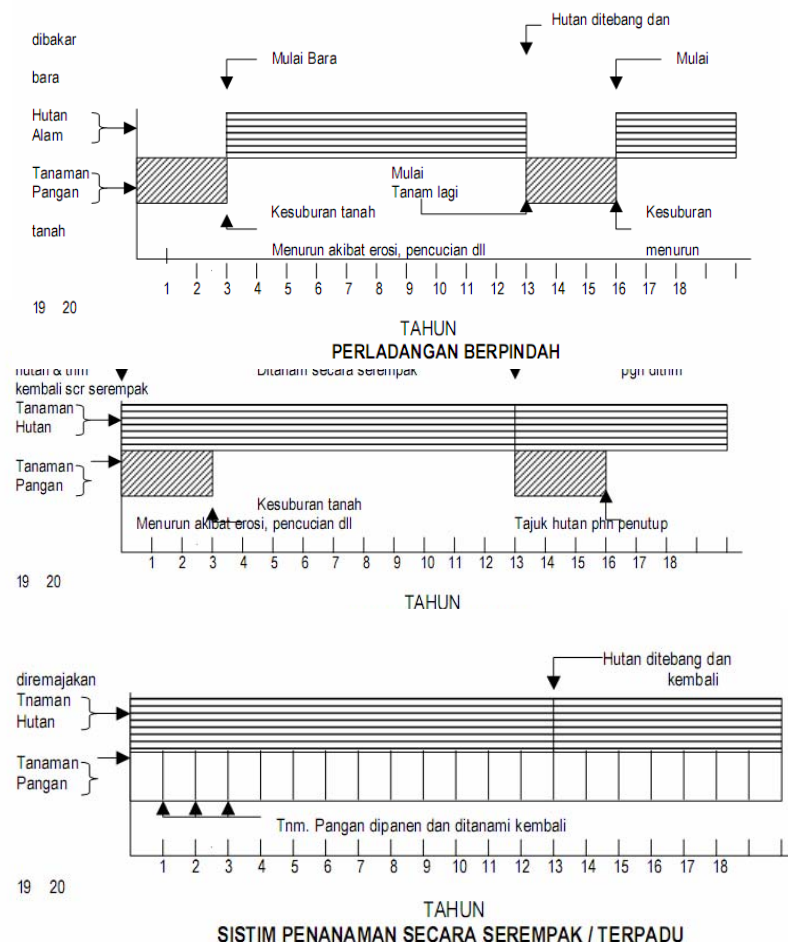 Hutan ditebang dan
dibakar
Mulai Bara Mulai
bara
Hutan
Alam
Tanaman Mulai
Pangan Tanam lagi
Kesuburan tanah Kesuburan
tanah
Menurun akibat erosi, pencucian dll menurun
1 2 3 4 5 6 7 8 9 10 11 12 13 14 15 16 17 18
19 20
TAHUN
PERLADANGAN BERPINDAH
hutan & tnm Ditanam secara serempak pgn ditnm
kembali scr serempak
Tanaman
Hutan
Tanaman
Pangan
Kesuburan tanah
Menurun akibat erosi, pencucian dll Tajuk hutan phn penutup
1 2 3 4 5 6 7 8 9 10 11 12 13 14 15 16 17 18
19 20
TAHUN
Hutan ditebang dan
diremajakan kembali
Tnaman
Hutan
Tanaman
Pangan
Tnm. Pangan dipanen dan ditanami kembali
1 2 3 4 5 6 7 8 9 10 11 12 13 14 15 16 17 18
19 20
TAHUN
SISTIM PENANAMAN SECARA SEREMPAK / TERPADU